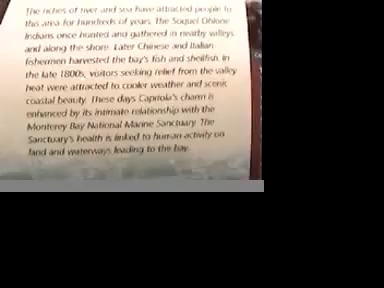 The riches of river and sea have attracted people to
this area for hundreds of years. The Soquel Ohlone
Indians once hunted and gathered in nearby valleys
and along the shore. Later Chinese and Italian
fishermen harvested the bay's fish and shellfish. In
the late 1800s, visitors seeking relief from the valley
heat were attracted to cooler weather and scenic
coastal beauty. These days Capitola's charm is
enhanced by its intimate relationship with the
Monterey Bay National Marine Sanctuary. The
Sanctuary's health is linked to human activity on
land and waterways leading to the bay.